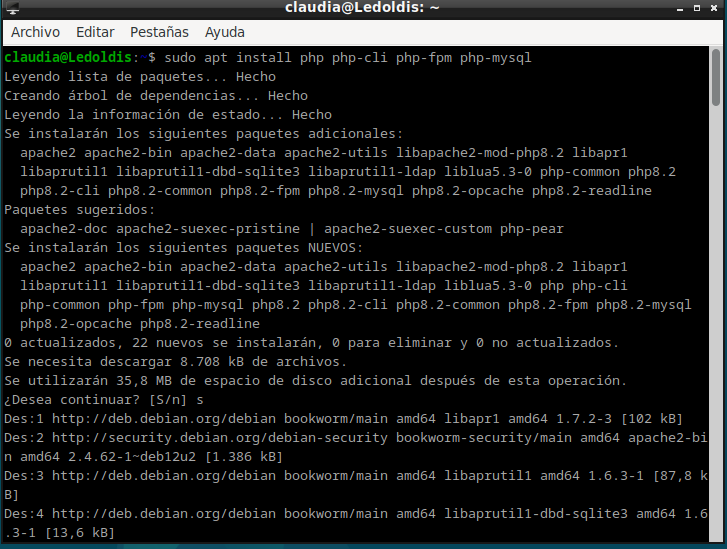 claudia@Ledoldis: ~
Archivo Editar Pestañas Ayuda
claudia@Ledoldis: $ sudo apt install php php-cli php-fpm php-mysql
Leyendo lista de paquetes... Hecho
Creando árbol de dependencias... Hecho
Leyendo la información de estado... Hecho
Se instalarán los siguientes paquetes adicionales:
apache2 apache2-bin apache2-data apache2-utils libapache2-mod-php8.2 libapr1
libaprutil1 libaprutil1-dbd-sqlite3 libaprutil1-ldap liblua5.3-0 php-common php8.2
php8.2-cli php8.2-common php8.2-fpm php8.2-mysql php8.2-opcache php8.2-readline
Paquetes sugeridos:
apache2-doc apache2-suexec-pristine | apache2-suexec-custom php-pear
Se instalarán los siguientes paquetes NUEVOS:
apache2 apache2-bin apache2-data apache2-utils libapache2-mod-php8.2 libapr1
libaprutil1 libaprutil1-dbd-sqlite3 libaprutil1-ldap liblua5.3-0 php php-cli
php-common php-fpm php-mysql php8.2 php8.2-cli php8.2-common php8.2-fpm php8.2-mysql
php8.2-opcache php8.2-readline
0 actualizados, 22 nuevos se instalarán, 0 para eliminar y 0 no actualizados.
Se necesita descargar 8.708 kB de archivos.
Se utilizarán 35,8 MB de espacio de disco adicional después de esta operación.
¿Desea continuar? [S/n] s
Des:1 http://deb.debian.org/debian bookworm/main amd64 libapr1 amd64 1.7.2-3 [102 kB]
Des:2 http://security.debian.org/debian-security bookworm-security/main amd64 apache2-bi
n amd64 2.4.62-1~deb12u2 [1.386 kB]
Des:3 http://deb.debian.org/debian bookworm/main amd64 libaprutil1 amd64 1.6.3-1 [87,8 k
B]
Des:4 http://deb.debian.org/debian bookworm/main amd64 libaprutil1-dbd-sqlite3 amd64 1.6
.3-1 [13,6 kB]